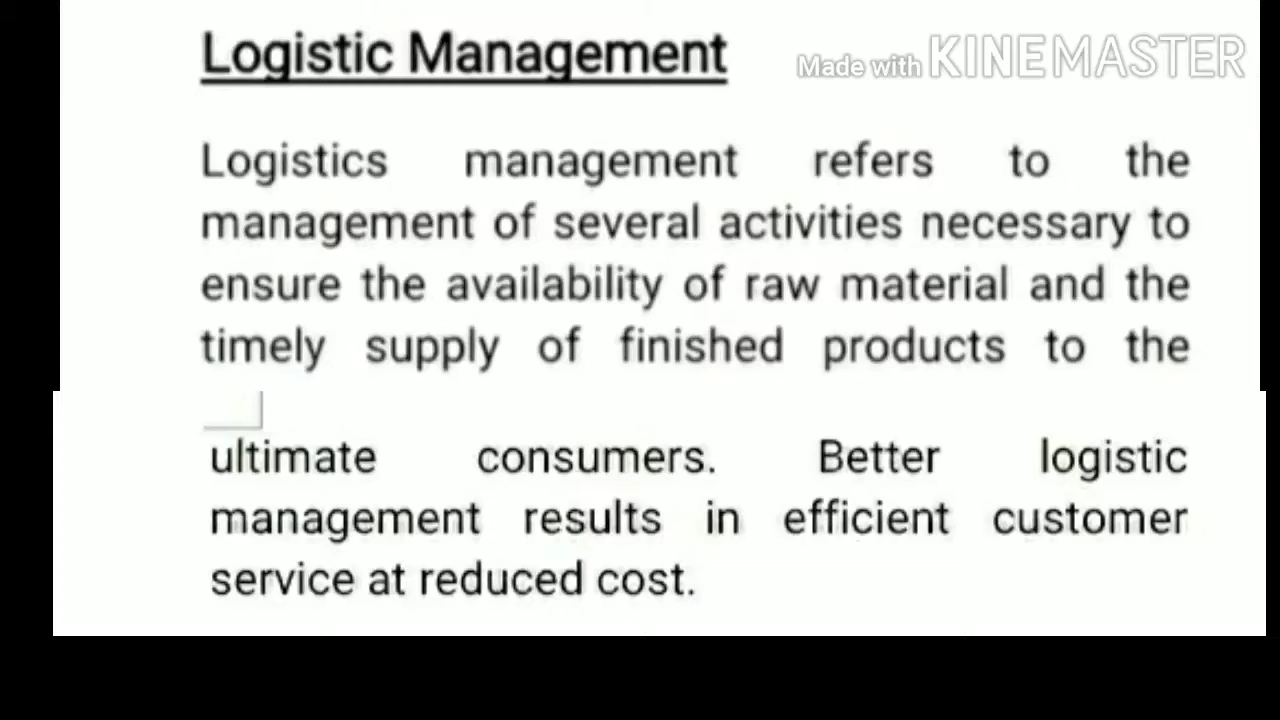 Logistic Management
Made with KINEMASTER
Logistics management refers to the
management of several activities necessary to
ensure the availability of raw material and the
timely supply of finished products to the
ultimate consumers. Better logistic
management results in efficient customer
service at reduced cost.